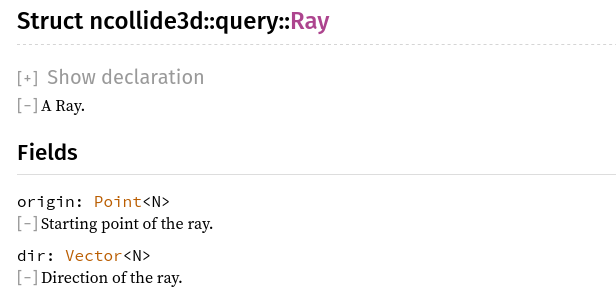 Struct ncollide3d::query::Ray
[+] Show declaration
[-] A Ray.
Fields
origin: Point<N>
[-] Starting point of the ray.
dir: Vector<N>
[-] Direction of the ray.